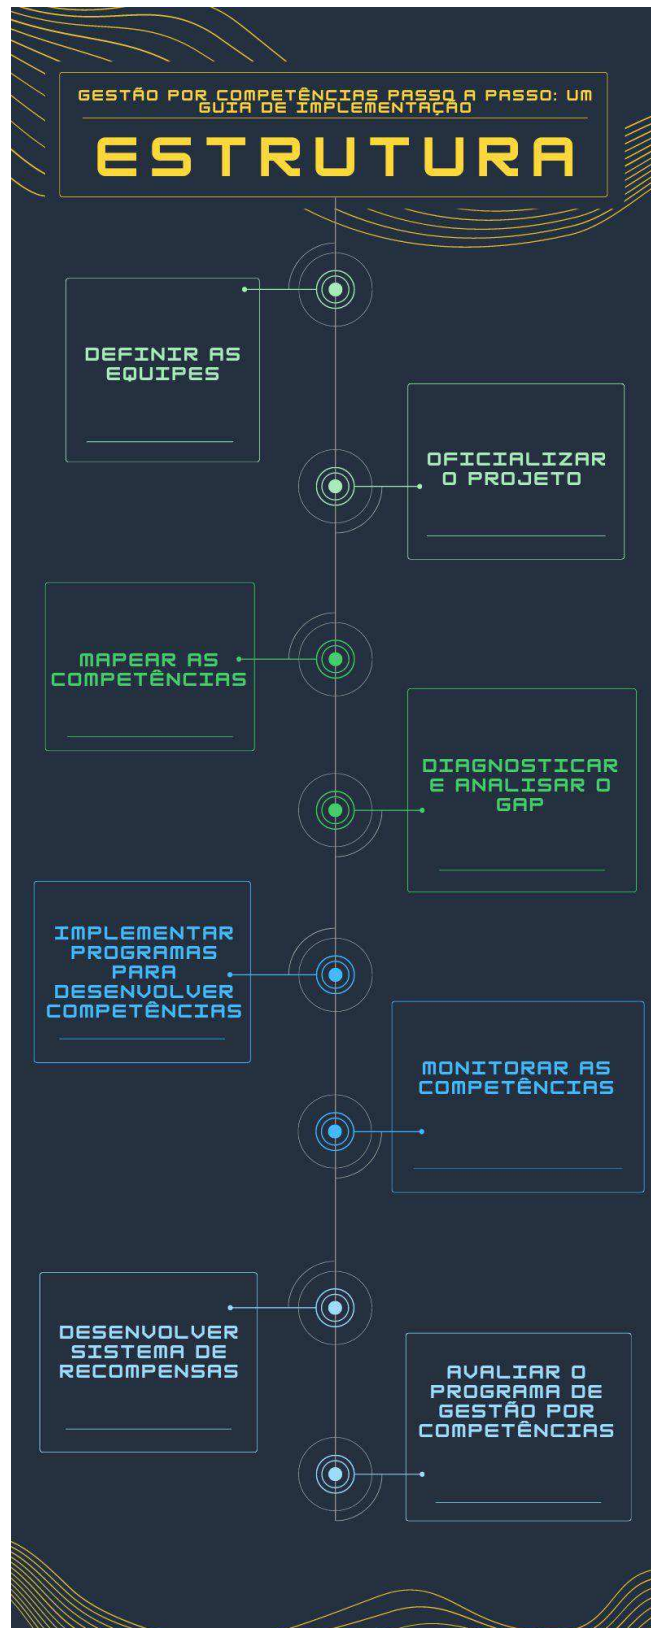 GESTÃO POR COMPETÊNCIAS PASSO A PASSO: UM
GUIA DE IMPLEMENTAÇÃO
ESTRUTURA
DEFINIR AS
EQUIPES
OFICIALIZAR
O PROJETO
MAPEAR AS
COMPETÊNCIAS
DIAGNOSTICAR
E ANALISAR O
GAP
IMPLEMENTAR
PROGRAMAS
PARA
DESENVOLVER
COMPETÊNCIAS
MONITORAR AS
COMPETÊNCIAS
DESENVOLVER
SISTEMA DE
RECOMPENSAS
AVALIAR O
PROGRAMA DE
GESTÃO POR
COMPETÊNCIAS